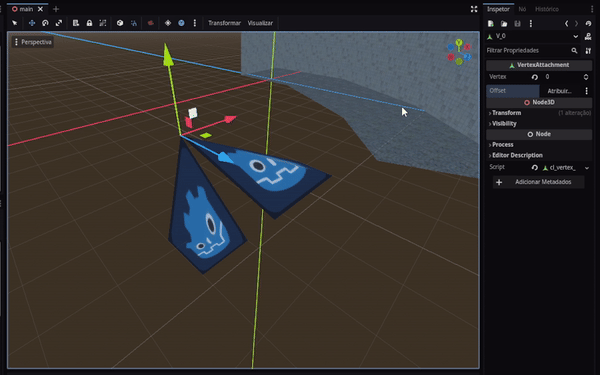 main
Transformar Visualizar
Perspectiva
Y
Inspetor Nó Histórico
V_0
Filtrar Propriedades
VertexAttachment
Vertex 0
Offset Atribuir...
Node3D
Transform (1 alteração)
Visibility
Node
Process
Editor Description
Script cl_vertex_
Adicionar Metadados